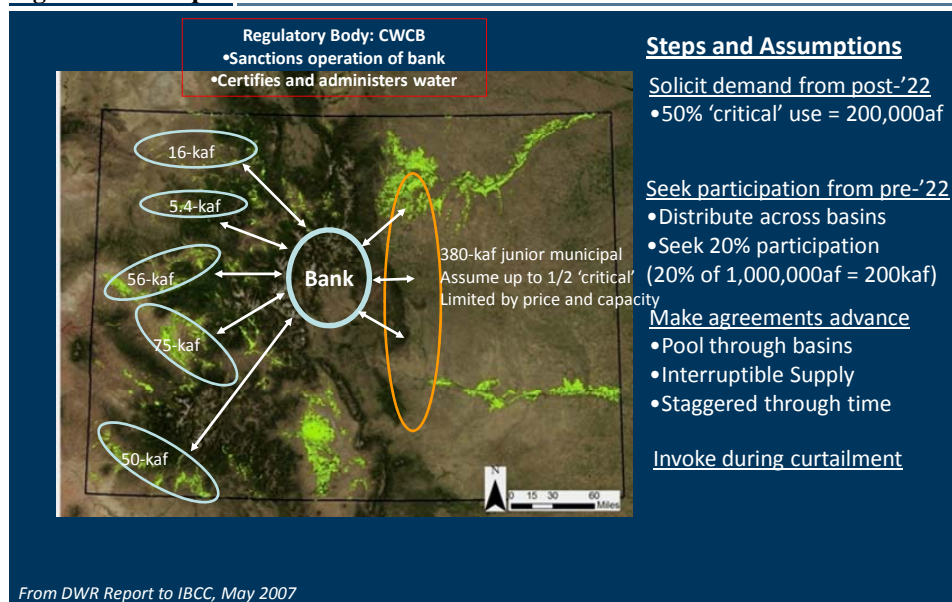 Regulatory Body: CWCB
•Sanctions operation of bank
•Certifies and administers water
Steps and Assumptions
Solicit demand from post-'22
•50% 'critical' use = 200,000af
Seek participation from pre-'22
•Distribute across basins
•Seek 20% participation
(20% of 1,000,000af = 200kaf)
Make agreements advance
•Pool through basins
•Interruptible Supply
•Staggered through time
Invoke during curtailment
16-kaf
5.4-kaf
56-kaf
75-kaf
50-kaf
Bank
380-kaf junior municipal
Assume up to 1/2 'critical'
Limited by price and capacity
N
0 15 30 60
Miles
From DWR Report to IBCC, May 2007